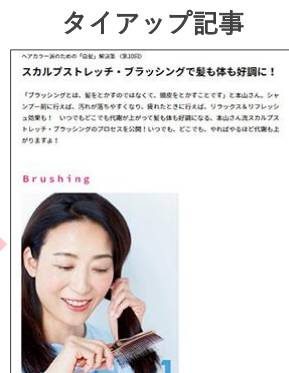 タイアップ記事
ヘアカラー派のための「白髪」解決策 （第10回）
スカルプストレッチ・ブラッシングで髪も体も好調に！
「ブラッシングとは、髪をとかすのではなくて、頭皮をとかすことです」と本山さん。シャ
ンプー前に行えば、汚れが落ちやすくなり、疲れたときに行えば、リラックス＆リフレッシ
ュ効果も！ いつでもどこでも代謝が上がって髪も体も好調になる、本山さん流スカルプス
トレッチ・ブラッシングのプロセスを公開！いつでも、どこでも、やればやるほど代謝も上
がりますよ！
Brushing
1